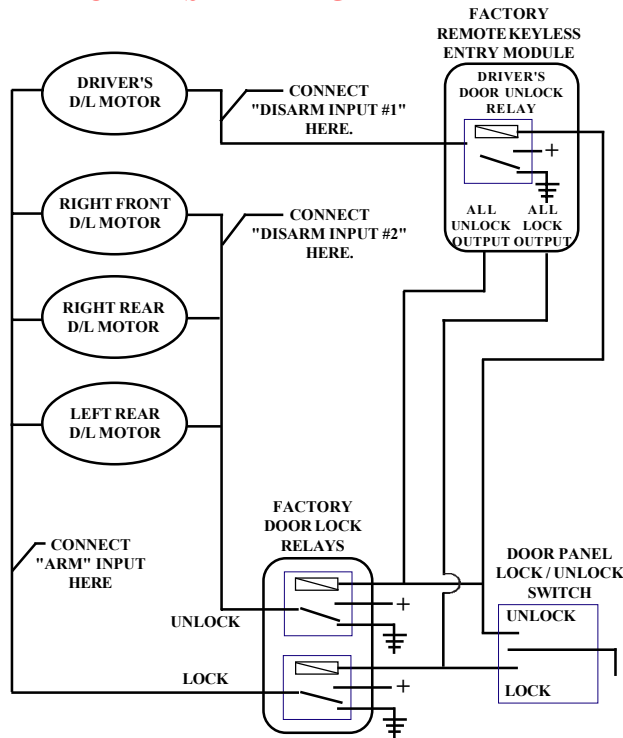 FACTORY
REMOTE KEYLESS
ENTRY MODULE
DRIVER'S
DOOR UNLOCK
RELAY
+
ALL
UNLOCK
OUTPUT
ALL
LOCK
OUTPUT
DRIVER'S
D/L MOTOR
CONNECT
"DISARM INPUT #1"
HERE.
RIGHT FRONT
D/L MOTOR
CONNECT
"DISARM INPUT #2"
HERE.
RIGHT REAR
D/L MOTOR
LEFT REAR
D/L MOTOR
CONNECT
"ARM" INPUT
HERE
FACTORY
DOOR LOCK
RELAYS
+
UNLOCK
LOCK
+
DOOR PANEL
LOCK / UNLOCK
SWITCH
UNLOCK
LOCK